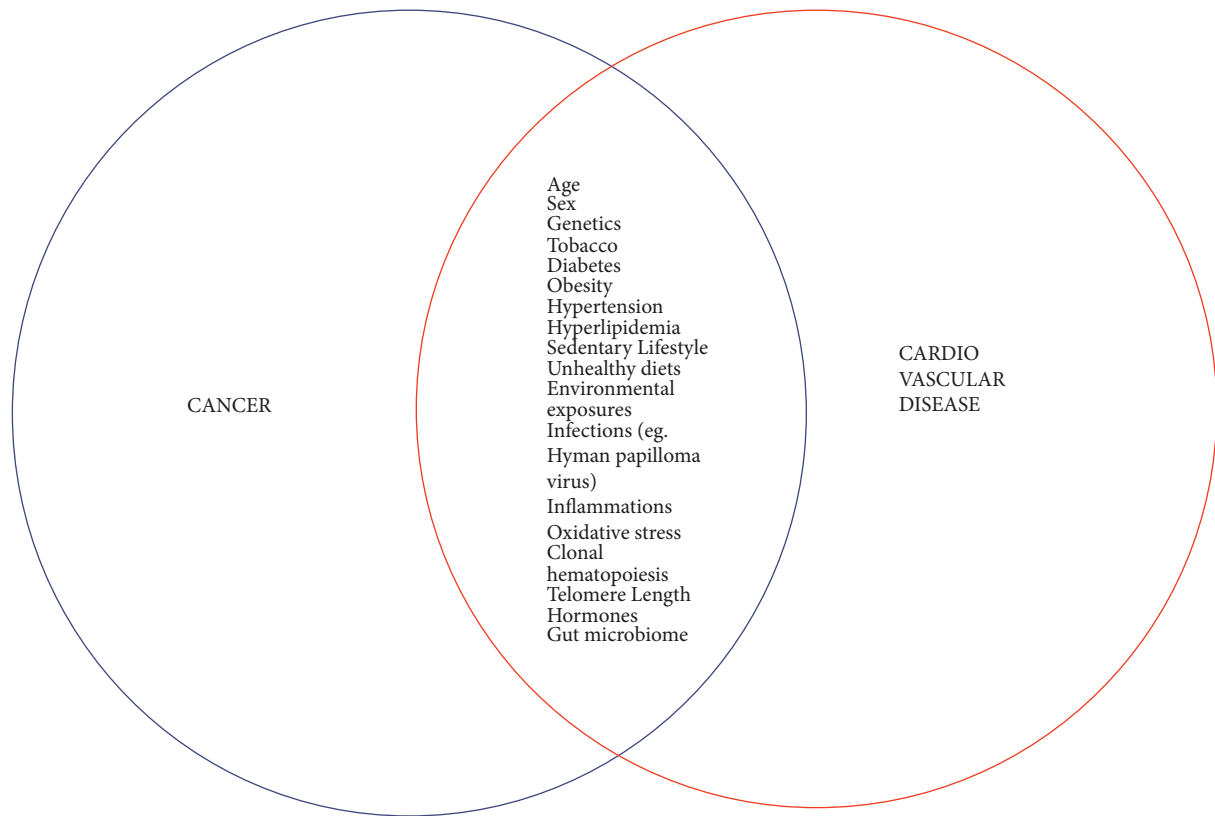 CANCER
Age
Sex
Genetics
Tobacco
Diabetes
Obesity
Hypertension
Hyperlipidemia
Sedentary Lifestyle
Unhealthy diets
Environmental
exposures
Infections (eg.
Hyman papilloma
virus)
Inflammations
Oxidative stress
Clonal
hematopoiesis
Telomere Length
Hormones
Gut microbiome
CARDIO
VASCULAR
DISEASE